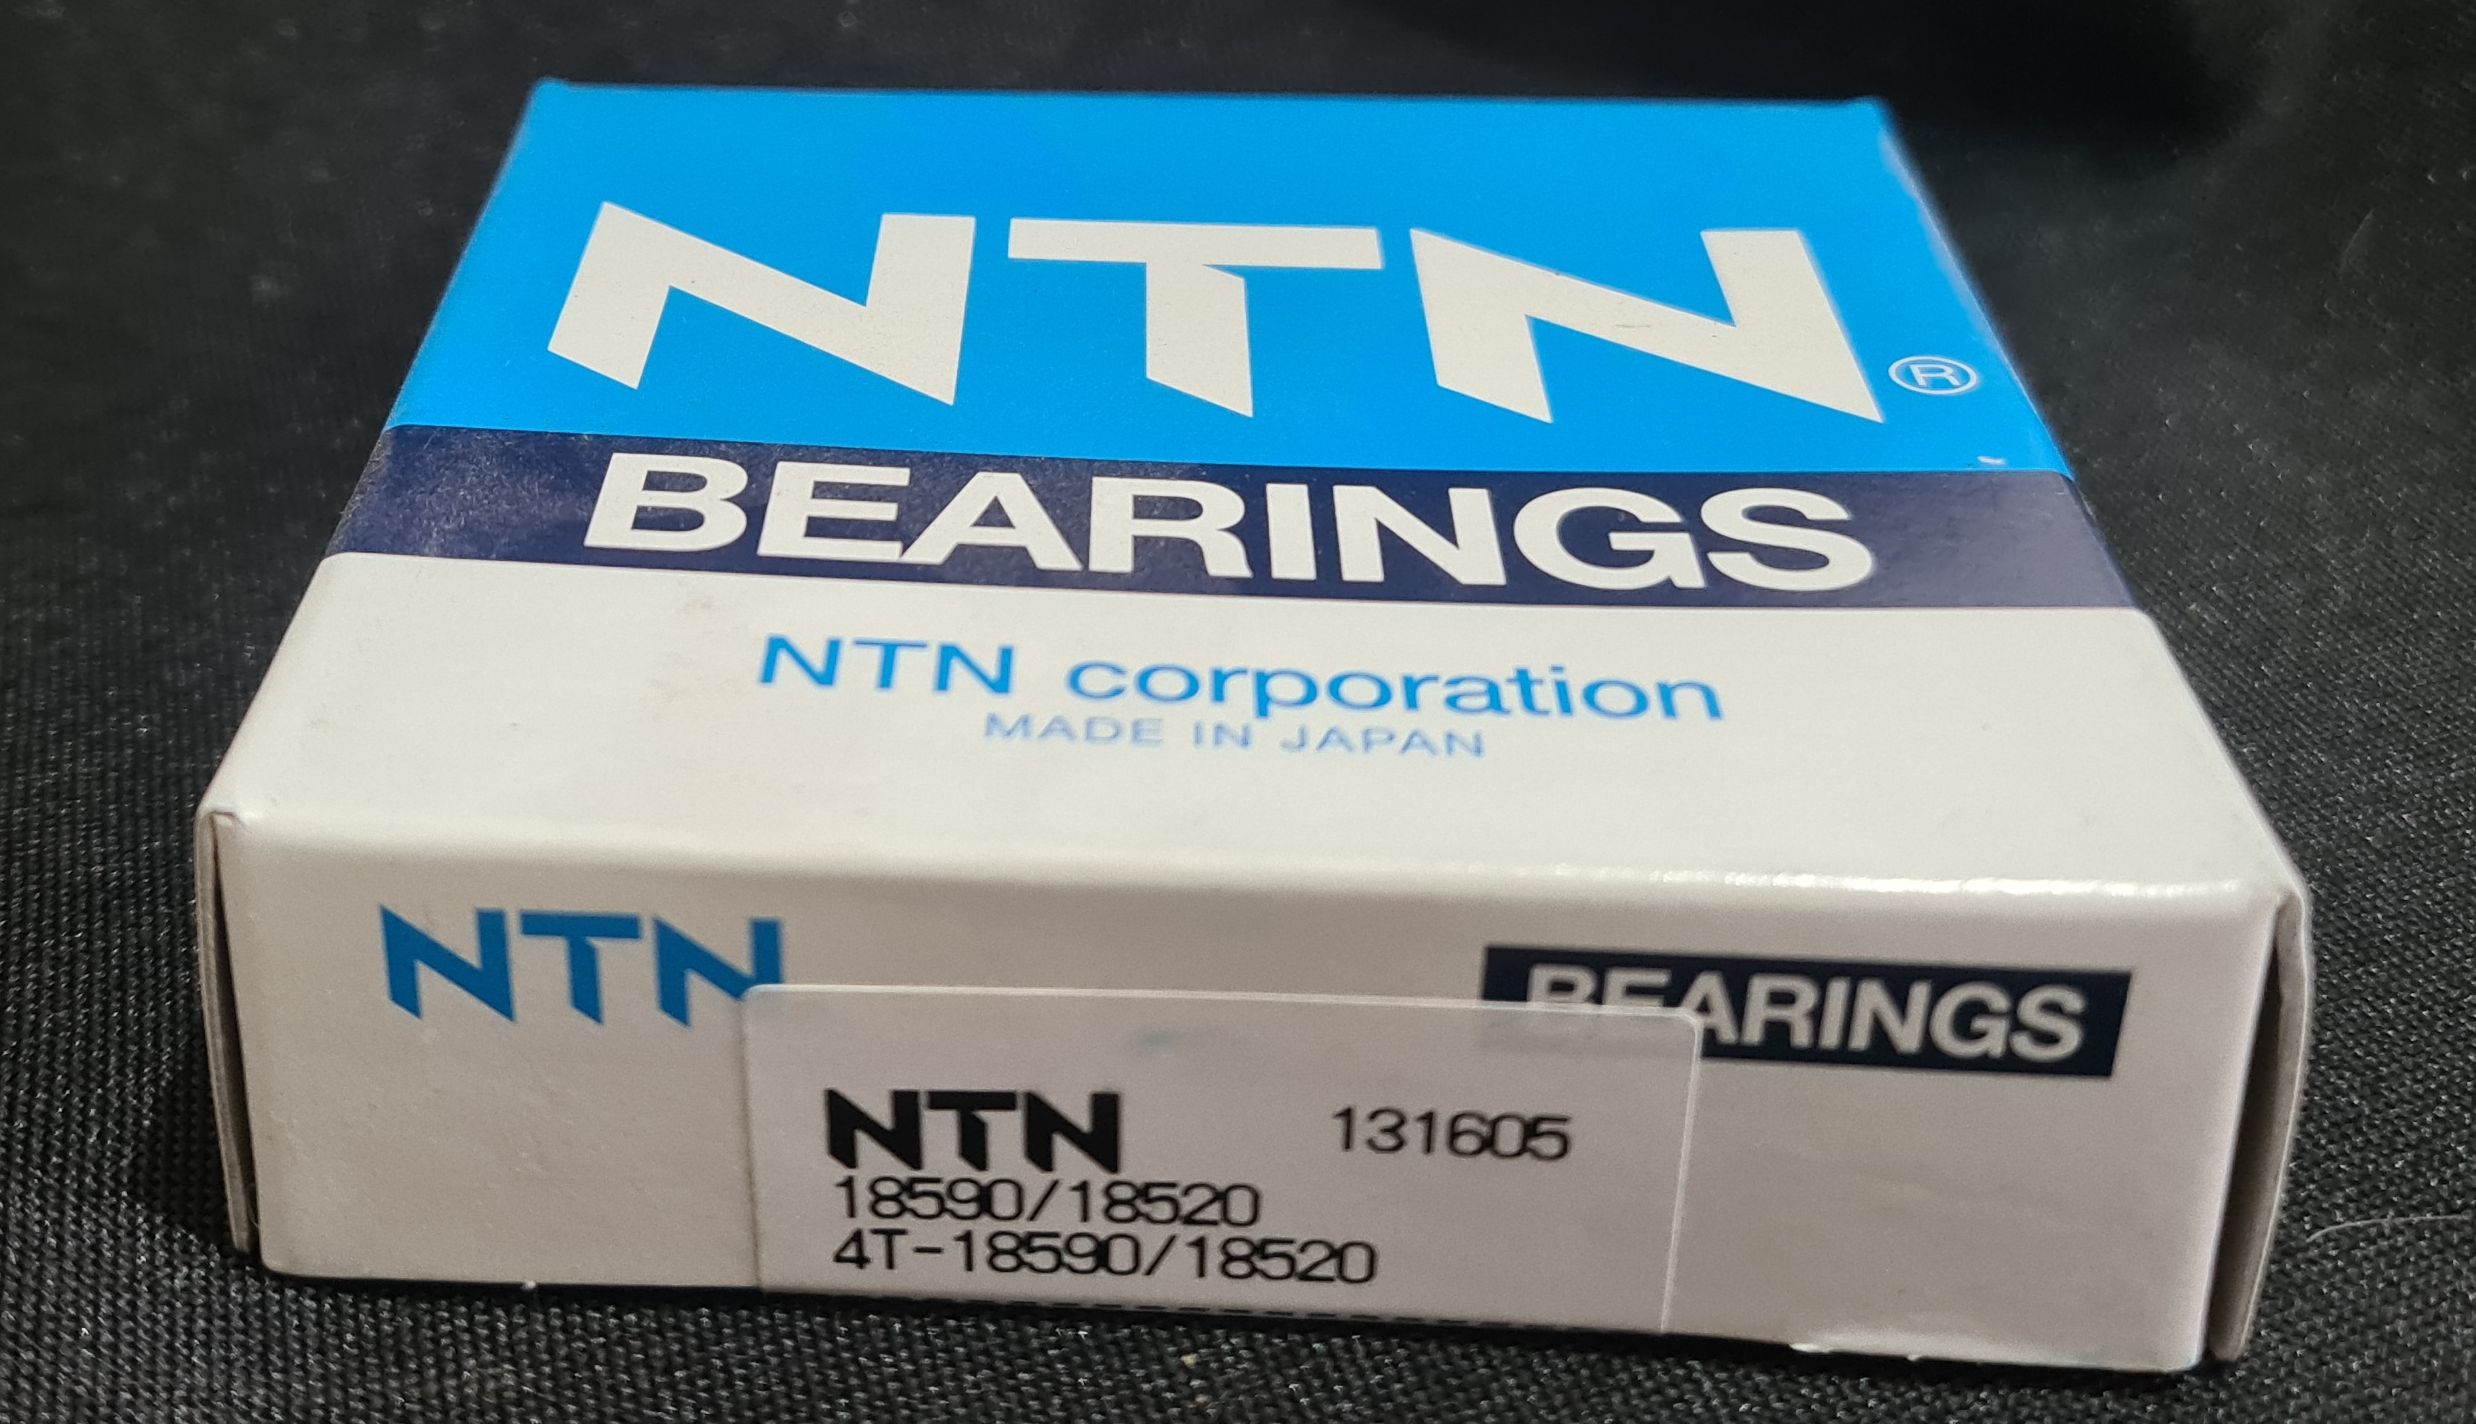 NTN®
BEARINGS
NTN corporation
MADE IN JAPAN
NTN BEARINGS
NTN 131605
18590/18520
4T-18590/18520